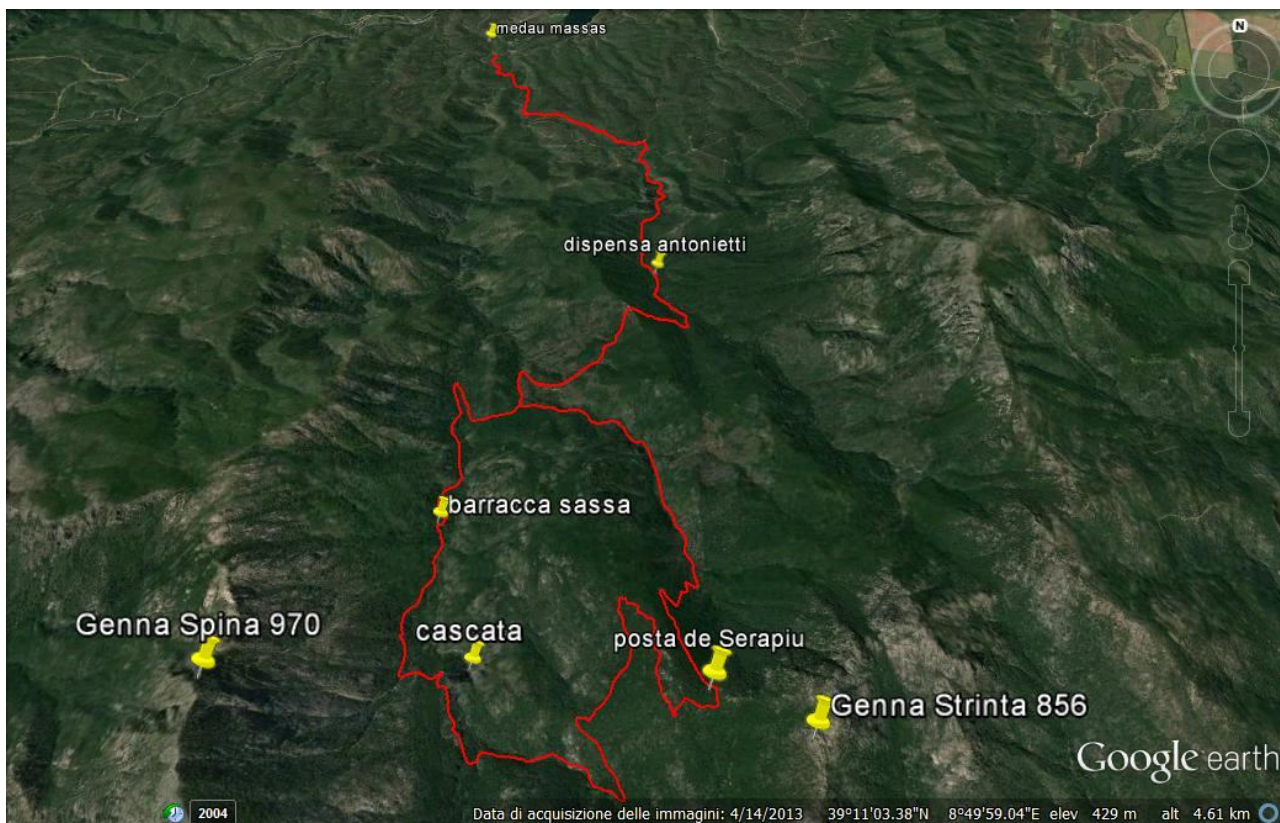 medau massas
N
dispensa antonietti
barracca sassa
Genna Spina 970
cascata
posta de Serapiu
Genna Strinta 856
Google earth
2004
Data di acquisizione delle immagini: 4/14/2013 39°11'03.38"N 8°49'59.04"E elev 429 m alt 4.61 km